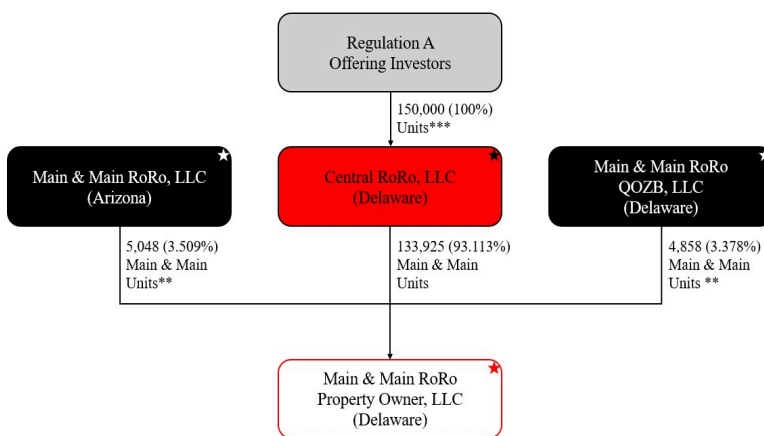 Regulation A
Offering Investors
150,000 (100%)
Units***
Main & Main RoRo, LLC
(Arizona)
Central RoRo, LLC
(Delaware)
Main & Main RoRo
QOZB, LLC
(Delaware)
5,048 (3.509%)
Main & Main
Units**
133,925 (93.113%)
Main & Main
Units
4,858 (3.378%)
Main & Main
Units **
Main & Main RoRo
Property Owner, LLC
(Delaware)